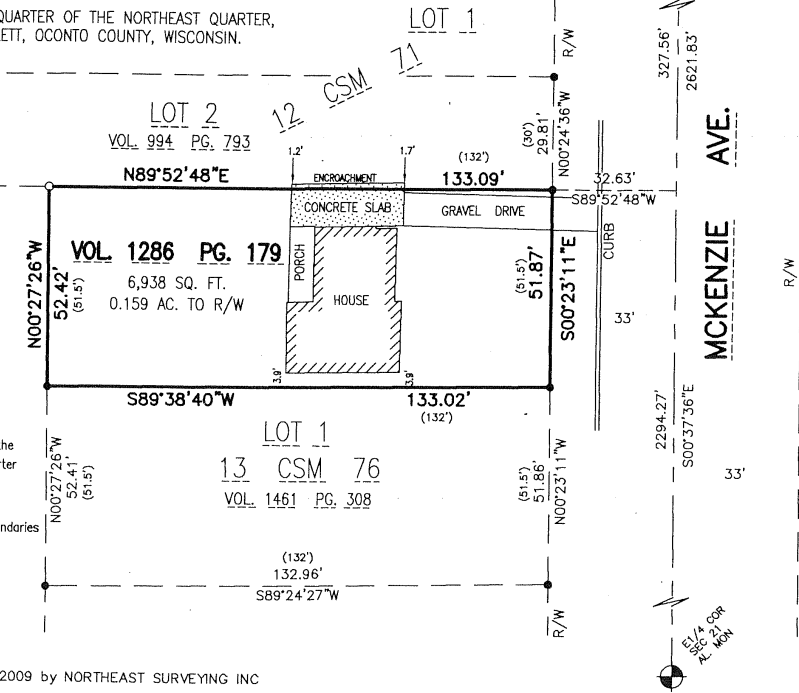 QUARTER OF THE NORTHEAST QUARTER,
ETT, OCONTO COUNTY, WISCONSIN.
LOT 1
12 CSM 71
R/W
327.56'
2621.83'
LOT 2
VOL. 994 PG. 793
(30')
29.81'
N00°24'36"W
MCKENZIE AVE.
1.2'
1.7'
N89°52'48"E
ENCROACHMENT
(132')
133.09'
32.63'
S89°52'48"W
CONCRETE SLAB
GRAVEL DRIVE
CURB
N00°27'26"W
52.42'
(51.5')
VOL. 1286 PG. 179
6,938 SQ. FT.
0.159 AC. TO R/W
PORCH
HOUSE
(51.5')
51.87'
S00°23'11"E
33'
R/W
3.9'
3.9'
S89°38'40"W
133.02'
(132')
2294.27'
S00°37'36"E
LOT 1
13 CSM 76
VOL. 1461 PG. 308
the
rter
ndaries
N00°27'26"W
52.41'
(51.5')
(51.5')
51.86'
N00°23'11"W
33'
(132')
132.96'
S89°24'27"W
R/W
E1/4 COR
SEC 21
AL. MON
2009 by NORTHEAST SURVEYING INC